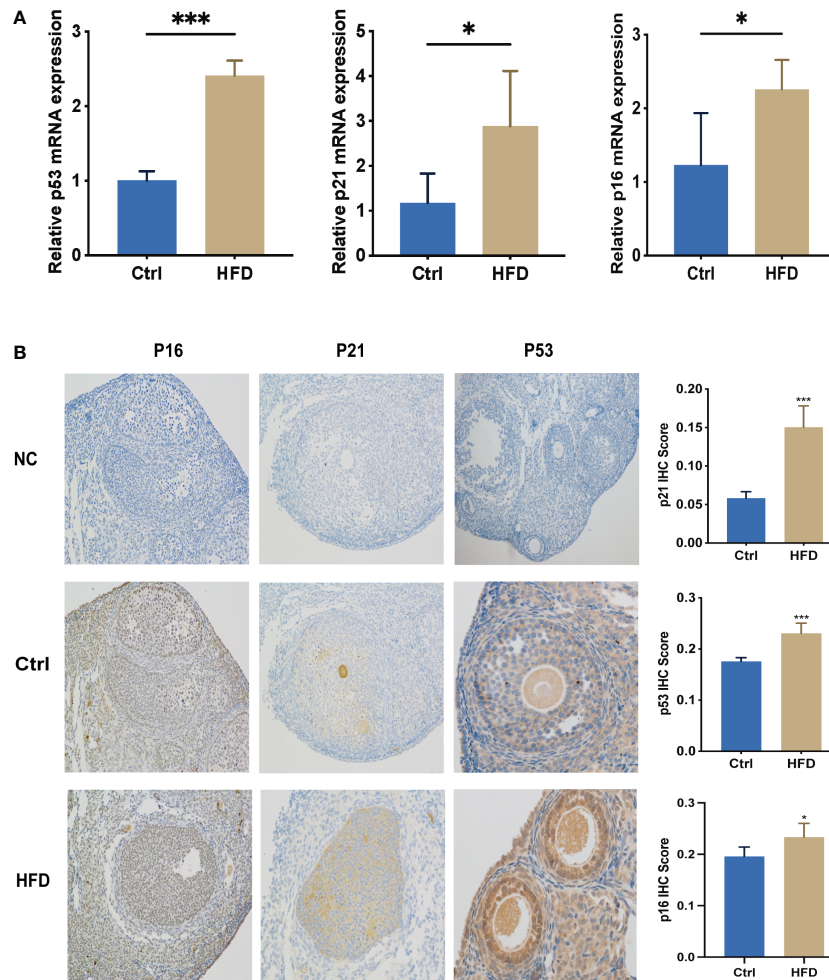 A
Relative p53 mRNA expression
3
2
1
0
***
Ctrl
HFD
Relative p21 mRNA expression
5
4
3
2
1
0
*
Ctrl
HFD
Relative p16 mRNA expression
3
2
1
0
*
Ctrl
HFD
B
P16
P21
P53
NC
Ctrl
HFD
p21 IHC Score
0.20
0.15
0.10
0.05
0.00
***
Ctrl
HFD
p53 IHC Score
0.3
0.2
0.1
0.0
***
Ctrl
HFD
p16 IHC Score
0.3
0.2
0.1
0.0
*
Ctrl
HFD